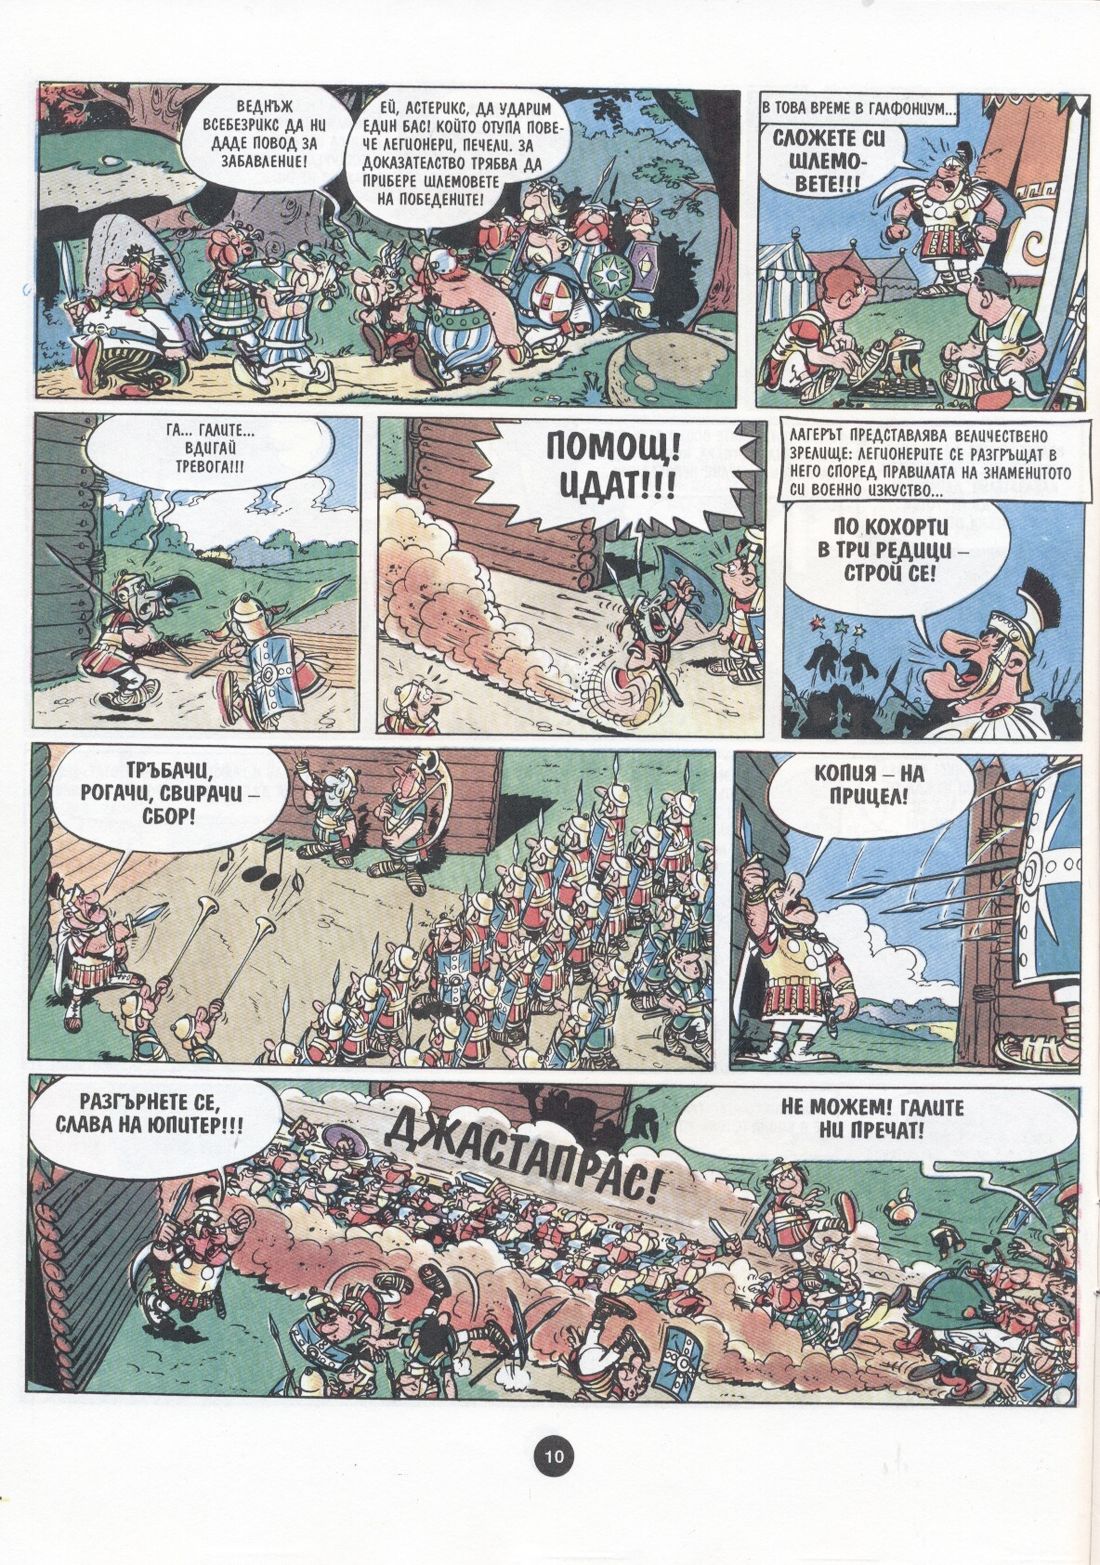 ВЕДНЪЖ
ВСЕБЕЗРИКС ДА НИ
ДАДЕ ПОВОД ЗА
ЗАБАВЛЕНИЕ!
ЕЙ, АСТЕРИКС, ДА УДАРИМ
ЕДИН БАС! КОЙТО ОТУПА ПОВЕ-
ЧЕ ЛЕГИОНЕРИ, ПЕЧЕЛИ. ЗА
ДОКАЗАТЕЛСТВО ТРЯБВА ДА
ПРИБЕРЕ ШЛЕМОВЕТЕ
НА ПОБЕДЕНИТЕ!
В ТОВА ВРЕМЕ В ГАЛФОНИУМ...
СЛОЖЕТЕ СИ
ШЛЕМО-
ВЕТЕ!!!
ГА... ГАЛИТЕ...
ВДИГАЙ
ТРЕВОГА!!!
ПОМОЩ!
ИДАТ!!!
ЛАГЕРЪТ ПРЕДСТАВЛЯВА ВЕЛИЧЕСТВЕНО
ЗРЕЛИЩЕ: ЛЕГИОНЕРИТЕ СЕ РАЗГРЪЩАТ В
НЕГО СПОРЕД ПРАВИЛАТА НА ЗНАМЕНИТОТО
СИ ВОЕННО ИЗКУСТВО...
ПО КОХОРТИ
В ТРИ РЕДИЦИ –
СТРОЙ СЕ!
ТРЪБАЧИ,
РОГАЧИ, СВИРАЧИ –
СБОР!
КОПИЯ – НА
ПРИЦЕЛ!
РАЗГЪРНЕТЕ СЕ,
СЛАВА НА ЮПИТЕР!!!
ДЖАСТАПРАС!
НЕ МОЖЕМ! ГАЛИТЕ
НИ ПРЕЧАТ!
10